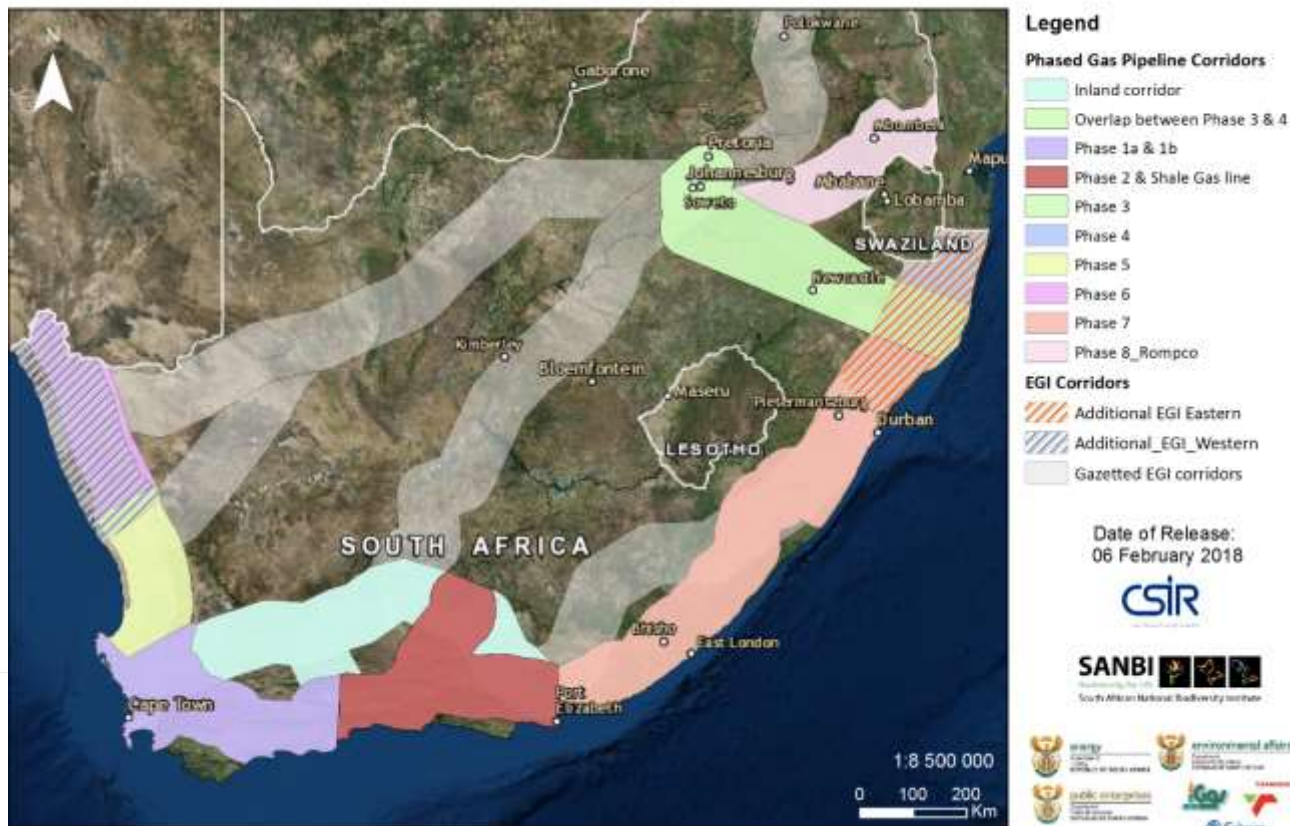 N
Polokwane
Gaborone
Mbombela
Pretoria
Johannesburg
Soweto
Mbabane
Lobamba
Mapu
SWAZILAND
Newcastle
Kimberley
Bloemfontein
Maseru
Pietermaritzburg
Durban
LESOTHO
SOUTH AFRICA
Bhisho
East London
Cape Town
Port
Elizabeth
1:8 500 000
0 100 200
Km
Legend
Phased Gas Pipeline Corridors
Inland corridor
Overlap between Phase 3 & 4
Phase 1a & 1b
Phase 2 & Shale Gas line
Phase 3
Phase 4
Phase 5
Phase 6
Phase 7
Phase 8_Rompco
EGI Corridors
Additional EGI Eastern
Additional_EGI_Western
Gazetted EGI corridors
Date of Release:
06 February 2018
CSIR
SANBI
South African National Biodiversity Institute
energy
REPUBLIC OF SOUTH AFRICA
environmental affairs
public enterprises
iGas